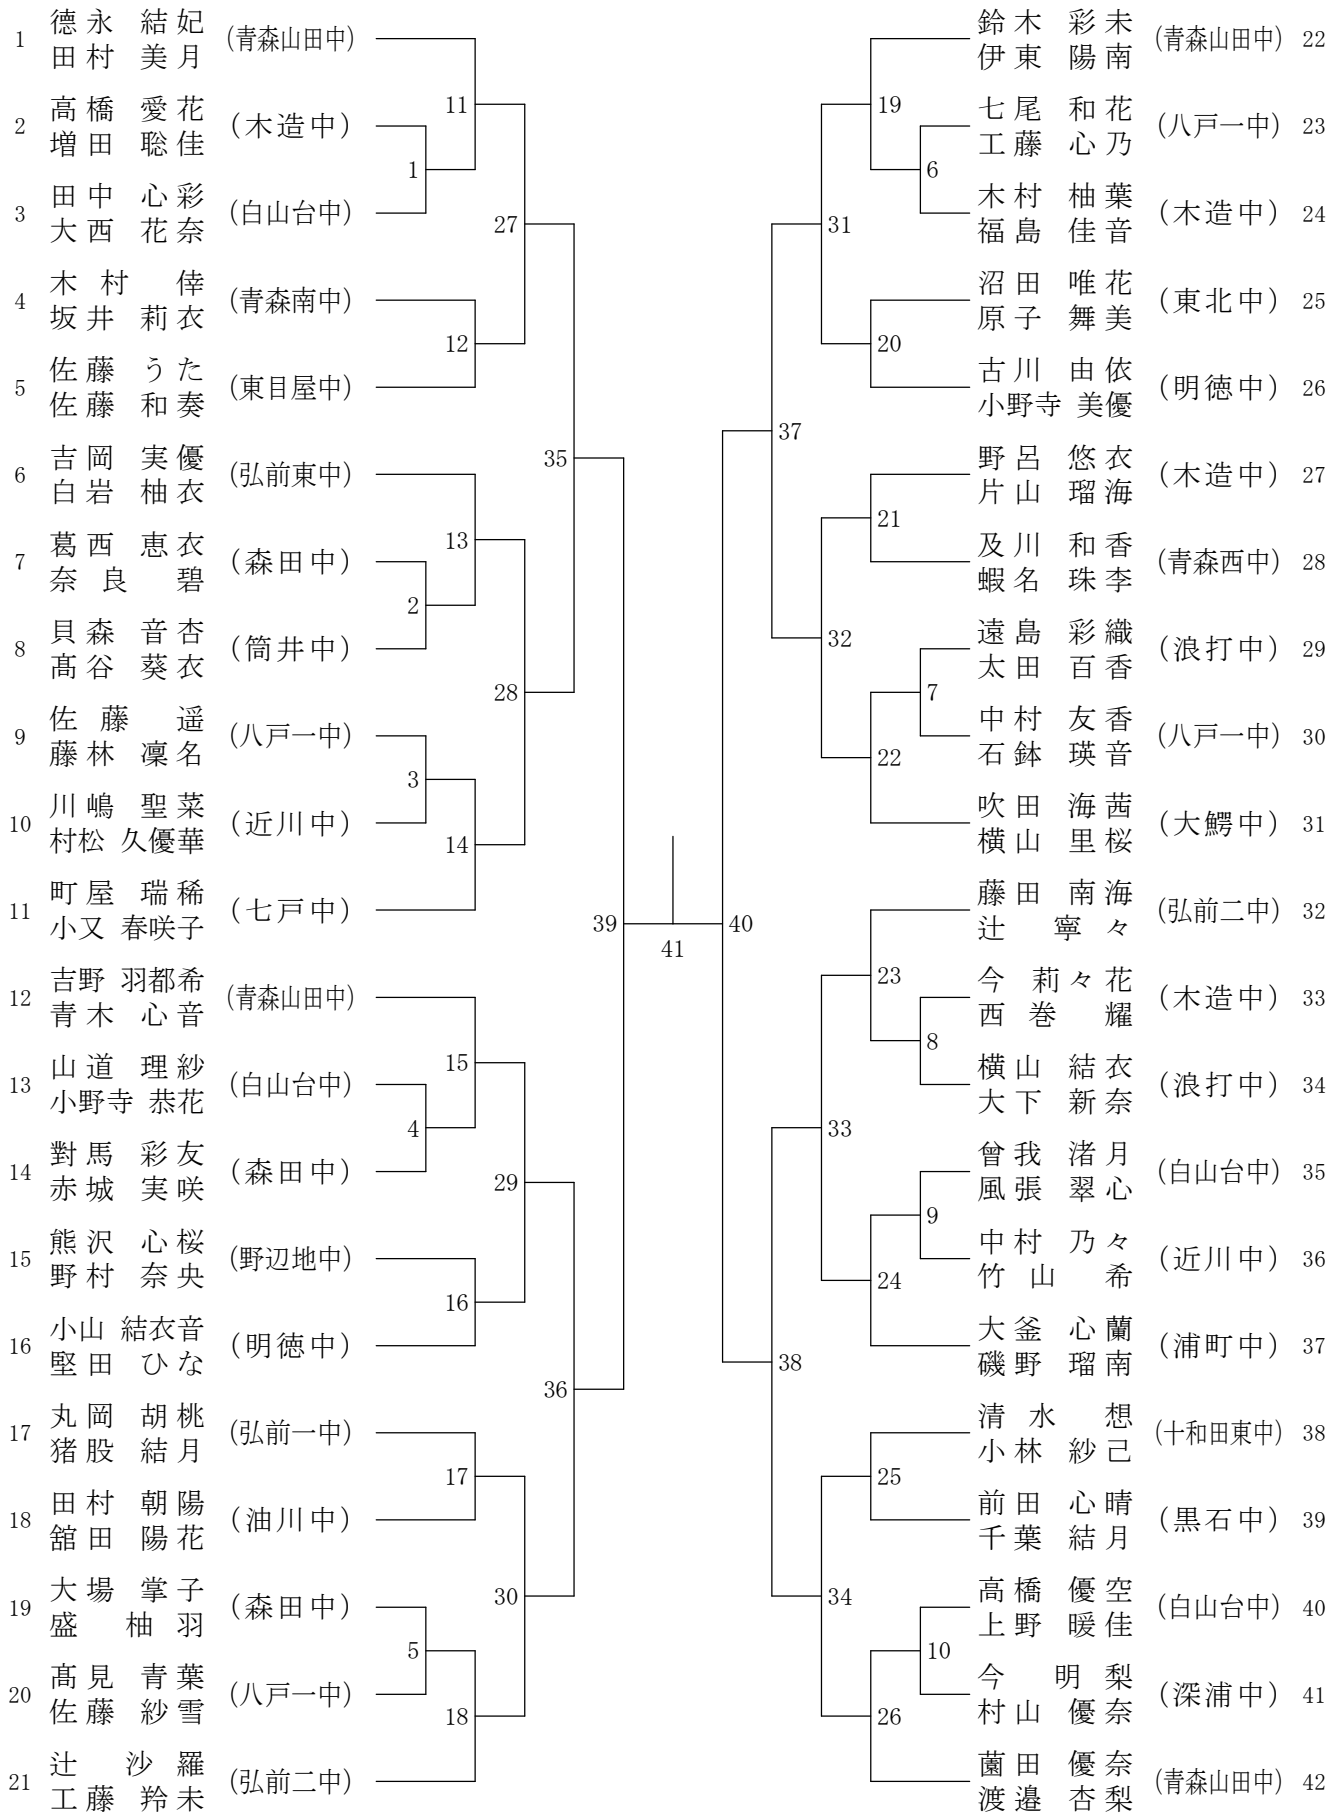 1 德永 結妃 (青森山田中)
田村 美月
2 高橋 愛花 (木造中)
増田 聡佳
3 田中 心彩 (白山台中)
大西 花奈
4 木村 倖 (青森南中)
坂井 莉衣
5 佐藤 うた (東目屋中)
佐藤 和奏
6 吉岡 実優 (弘前東中)
白岩 柚衣
7 葛西 恵衣 (森田中)
奈良 碧
8 貝森 音杏 (筒井中)
髙谷 葵衣
9 佐藤 遥 (八戸一中)
藤林 凜名
10 川嶋 聖菜 (近川中)
村松 久優華
11 町屋 瑞稀 (七戸中)
小又 春咲子
12 吉野 羽都希 (青森山田中)
青木 心音
13 山道 理紗 (白山台中)
小野寺 恭花
14 對馬 彩友 (森田中)
赤城 実咲
15 熊沢 心桜 (野辺地中)
野村 奈央
16 小山 結衣音 (明徳中)
堅田 ひな
17 丸岡 胡桃 (弘前一中)
猪股 結月
18 田村 朝陽 (油川中)
舘田 陽花
19 大場 掌子 (森田中)
盛 柚羽
20 髙見 青葉 (八戸一中)
佐藤 紗雪
21 辻 沙羅 (弘前二中)
工藤 羚未
1
2
3
4
5
11
12
13
14
15
16
17
18
27
28
29
30
35
36
39
41
40
37
38
31
32
33
34
19
20
21
22
23
24
25
26
6
7
8
9
10
鈴木 彩未 (青森山田中) 22
伊東 陽南
七尾 和花 (八戸一中) 23
工藤 心乃
木村 柚葉 (木造中) 24
福島 佳音
沼田 唯花 (東北中) 25
原子 舞美
古川 由依 (明徳中) 26
小野寺 美優
野呂 悠衣 (木造中) 27
片山 瑠海
及川 和香 (青森西中) 28
蝦名 珠李
遠島 彩織 (浪打中) 29
太田 百香
中村 友香 (八戸一中) 30
石鉢 瑛音
吹田 海茜 (大鰐中) 31
横山 里桜
藤田 南海 (弘前二中) 32
辻 寧々
今 莉々花 (木造中) 33
西巻 耀
横山 結衣 (浪打中) 34
大下 新奈
曾我 渚月 (白山台中) 35
風張 翠心
中村 乃々 (近川中) 36
竹山 希
大釜 心蘭 (浦町中) 37
磯野 瑠南
清水 想 (十和田東中) 38
小林 紗己
前田 心晴 (黒石中) 39
千葉 結月
高橋 優空 (白山台中) 40
上野 暖佳
今 明梨 (深浦中) 41
村山 優奈
薗田 優奈 (青森山田中) 42
渡邉 杏梨